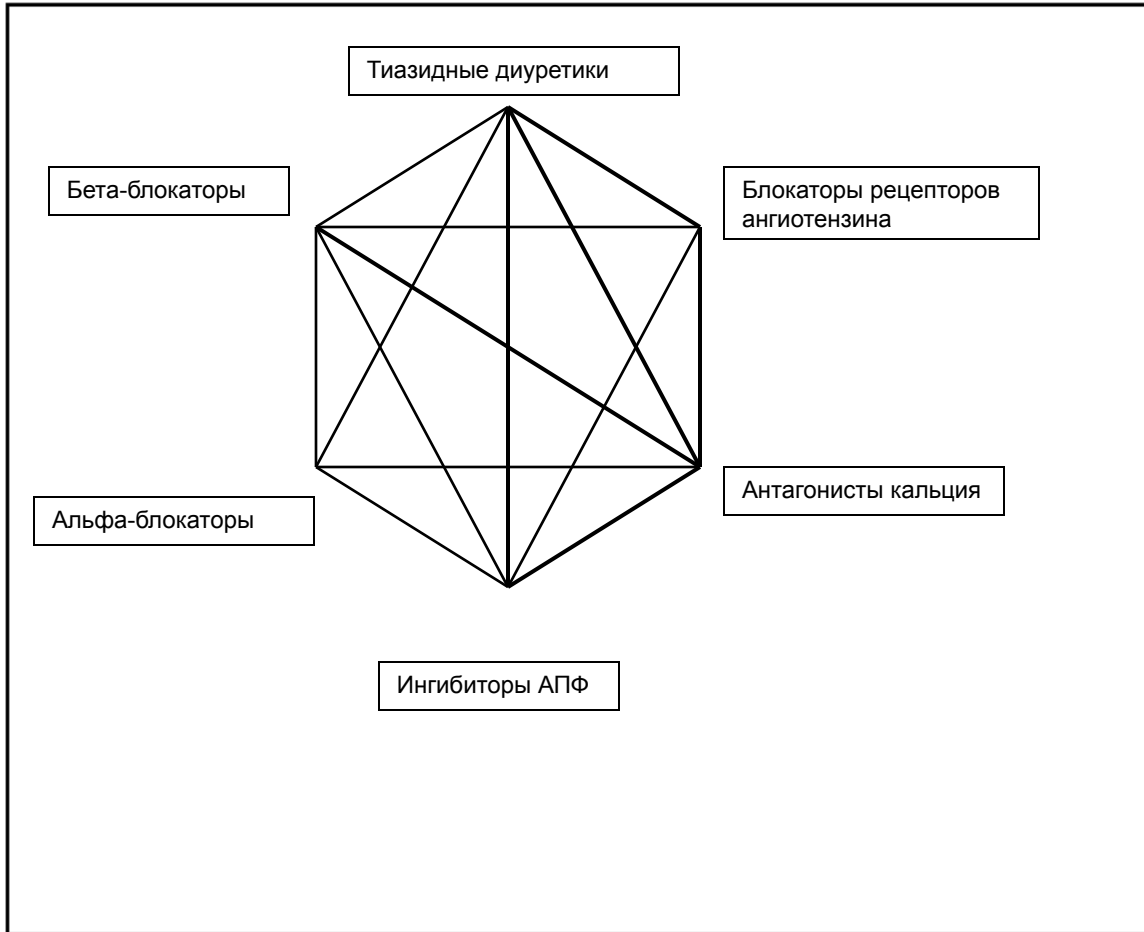 Тиазидные диуретики
Бета-блокаторы
Блокаторы рецепторов
ангиотензина
Альфа-блокаторы
Антагонисты кальция
Ингибиторы АПФ